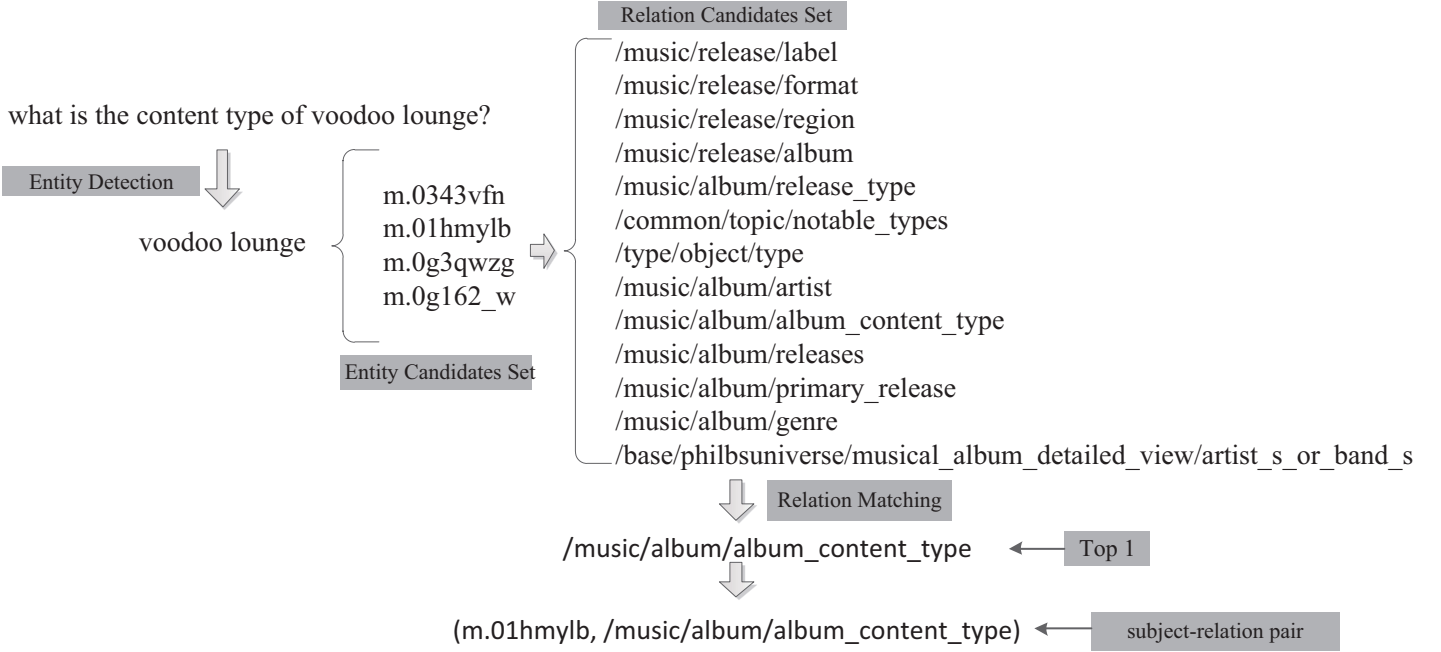 Relation Candidates Set
/music/release/label
/music/release/format
what is the content type of voodoo lounge?
/music/release/region
/music/release/album
Entity Detection
/music/album/release_type
m.0343vfn
/common/topic/notable_types
m.01hmylb
voodoo lounge
/type/object/type
m.0g3qwzg
/music/album/artist
m.0g162_w
/music/album/album_content_type
/music/album/releases
Entity Candidates Set
/music/album/primary_release
/music/album/genre
/base/philbsuniverse/musical_album_detailed_view/artist_s_or_band_s
Relation Matching
/music/album/album_content_type
Top 1
(m.01hmylb, /music/album/album_content_type)
subject-relation pair